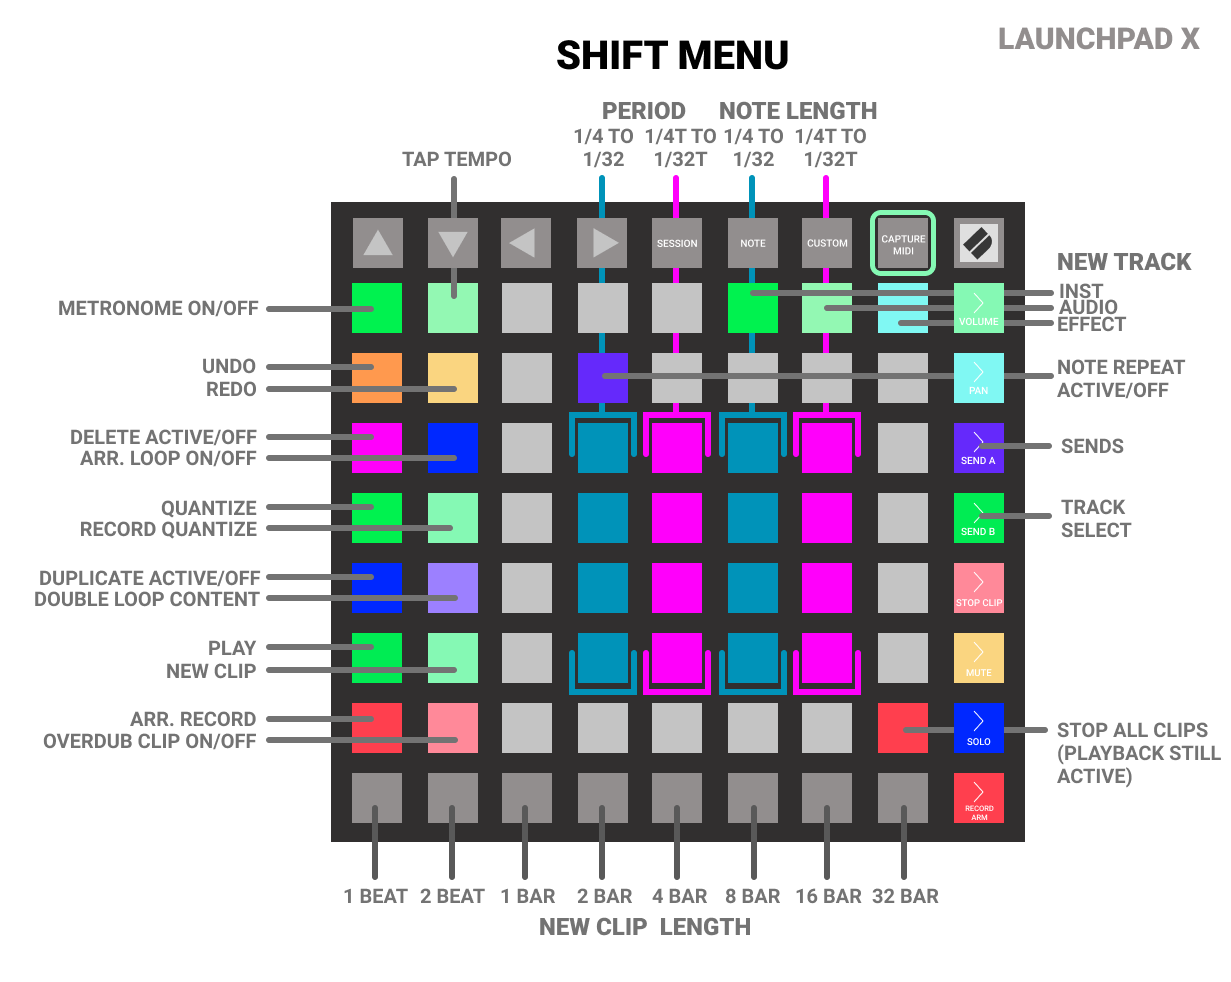 LAUNCHPAD X
SHIFT MENU
PERIOD NOTE LENGTH
1/4 TO 1/4T TO 1/4 TO 1/4T TO
1/32 1/32T 1/32 1/32T
TAP TEMPO
SESSION NOTE CUSTOM CAPTURE
MIDI
NEW TRACK
INST
AUDIO
EFFECT
METRONOME ON/OFF
VOLUME
UNDO
REDO
PAN
NOTE REPEAT
ACTIVE/OFF
DELETE ACTIVE/OFF
ARR. LOOP ON/OFF
SEND A
SENDS
QUANTIZE
RECORD QUANTIZE
SEND B
TRACK
SELECT
DUPLICATE ACTIVE/OFF
DOUBLE LOOP CONTENT
STOP CLIP
PLAY
NEW CLIP
MUTE
ARR. RECORD
OVERDUB CLIP ON/OFF
SOLO
STOP ALL CLIPS
(PLAYBACK STILL
ACTIVE)
RECORD
ARM
1 BEAT 2 BEAT 1 BAR 2 BAR 4 BAR 8 BAR 16 BAR 32 BAR
NEW CLIP LENGTH